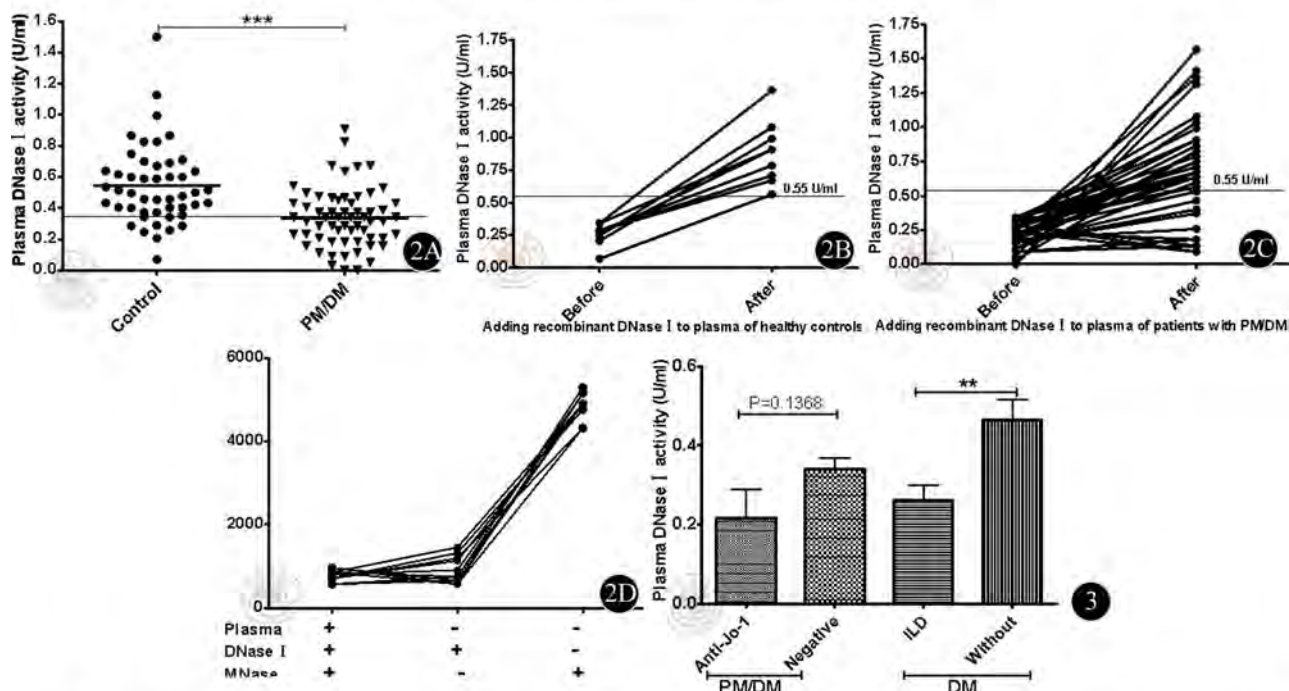 Plasma DNase Ⅰ activity (U/ml)
1.6
1.4
1.2
1.0
0.8
0.6
0.4
0.2
0.0
***
Control
PM/DM
2A
Plasma DNase Ⅰ activity (U/ml)
1.75
1.50
1.25
1.00
0.75
0.50
0.25
0.00
0.55 U/ml
Before
After
2B
Adding recombinant DNase Ⅰ to plasma of healthy controls
Plasma DNase Ⅰ activity (U/ml)
1.75
1.50
1.25
1.00
0.75
0.50
0.25
0.00
0.55 U/ml
Before
After
2C
Adding recombinant DNase Ⅰ to plasma of patients with PM/DM
6000
4000
2000
0
2D
Plasma + - -
DNase Ⅰ + + -
MNase + - +
Plasma DNase Ⅰ activity (U/ml)
0.6
0.4
0.2
0.0
P=0.1368
**
Anti-Jo-1
Negative
ILD
Without
PM/DM
DM
3